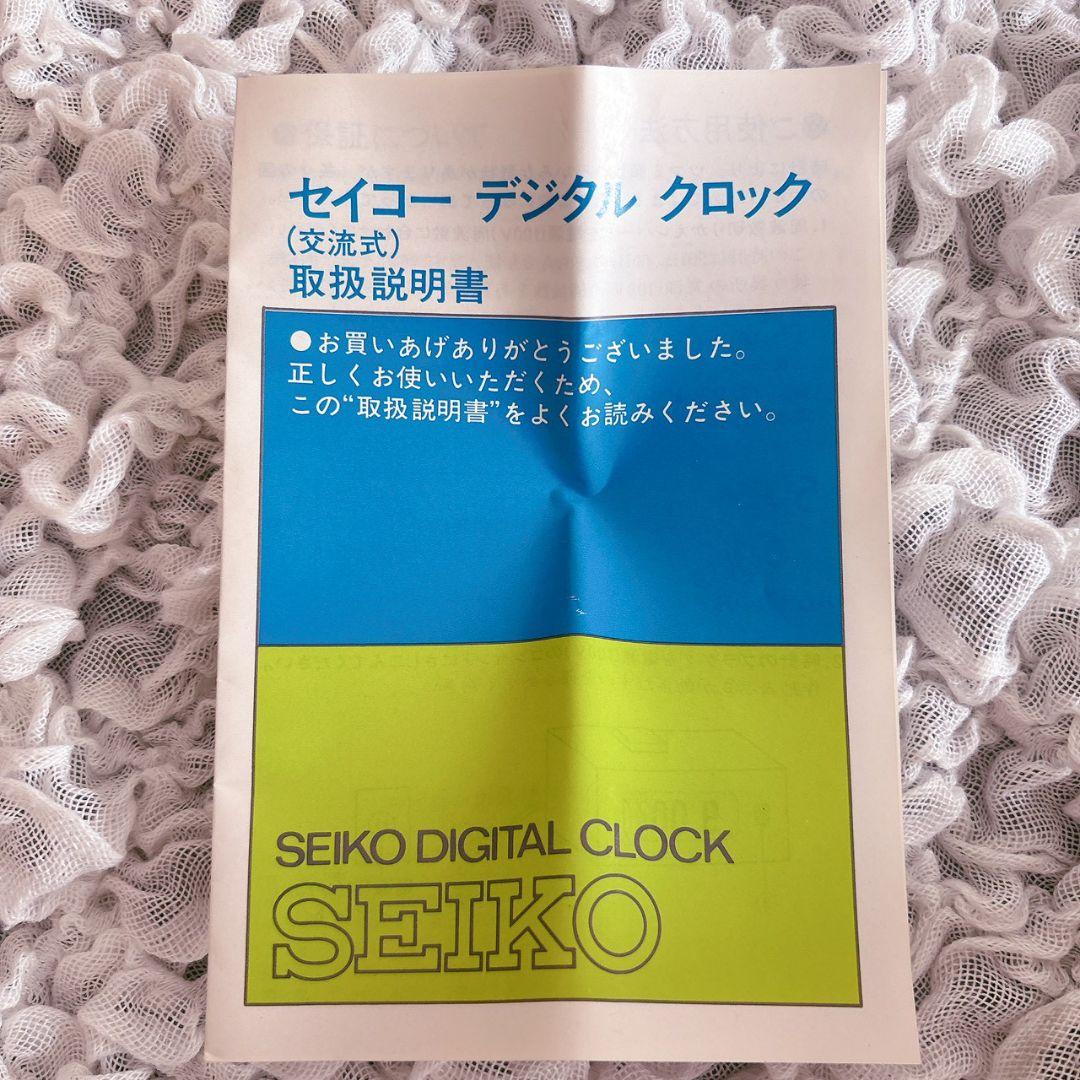 セイコー デジタル クロック
(交流式)
取扱説明書
●お買いあげありがとうございました。
正しくお使いいただくため、
この“取扱説明書”をよくお読みください。
SEIKO DIGITAL CLOCK
SEIKO